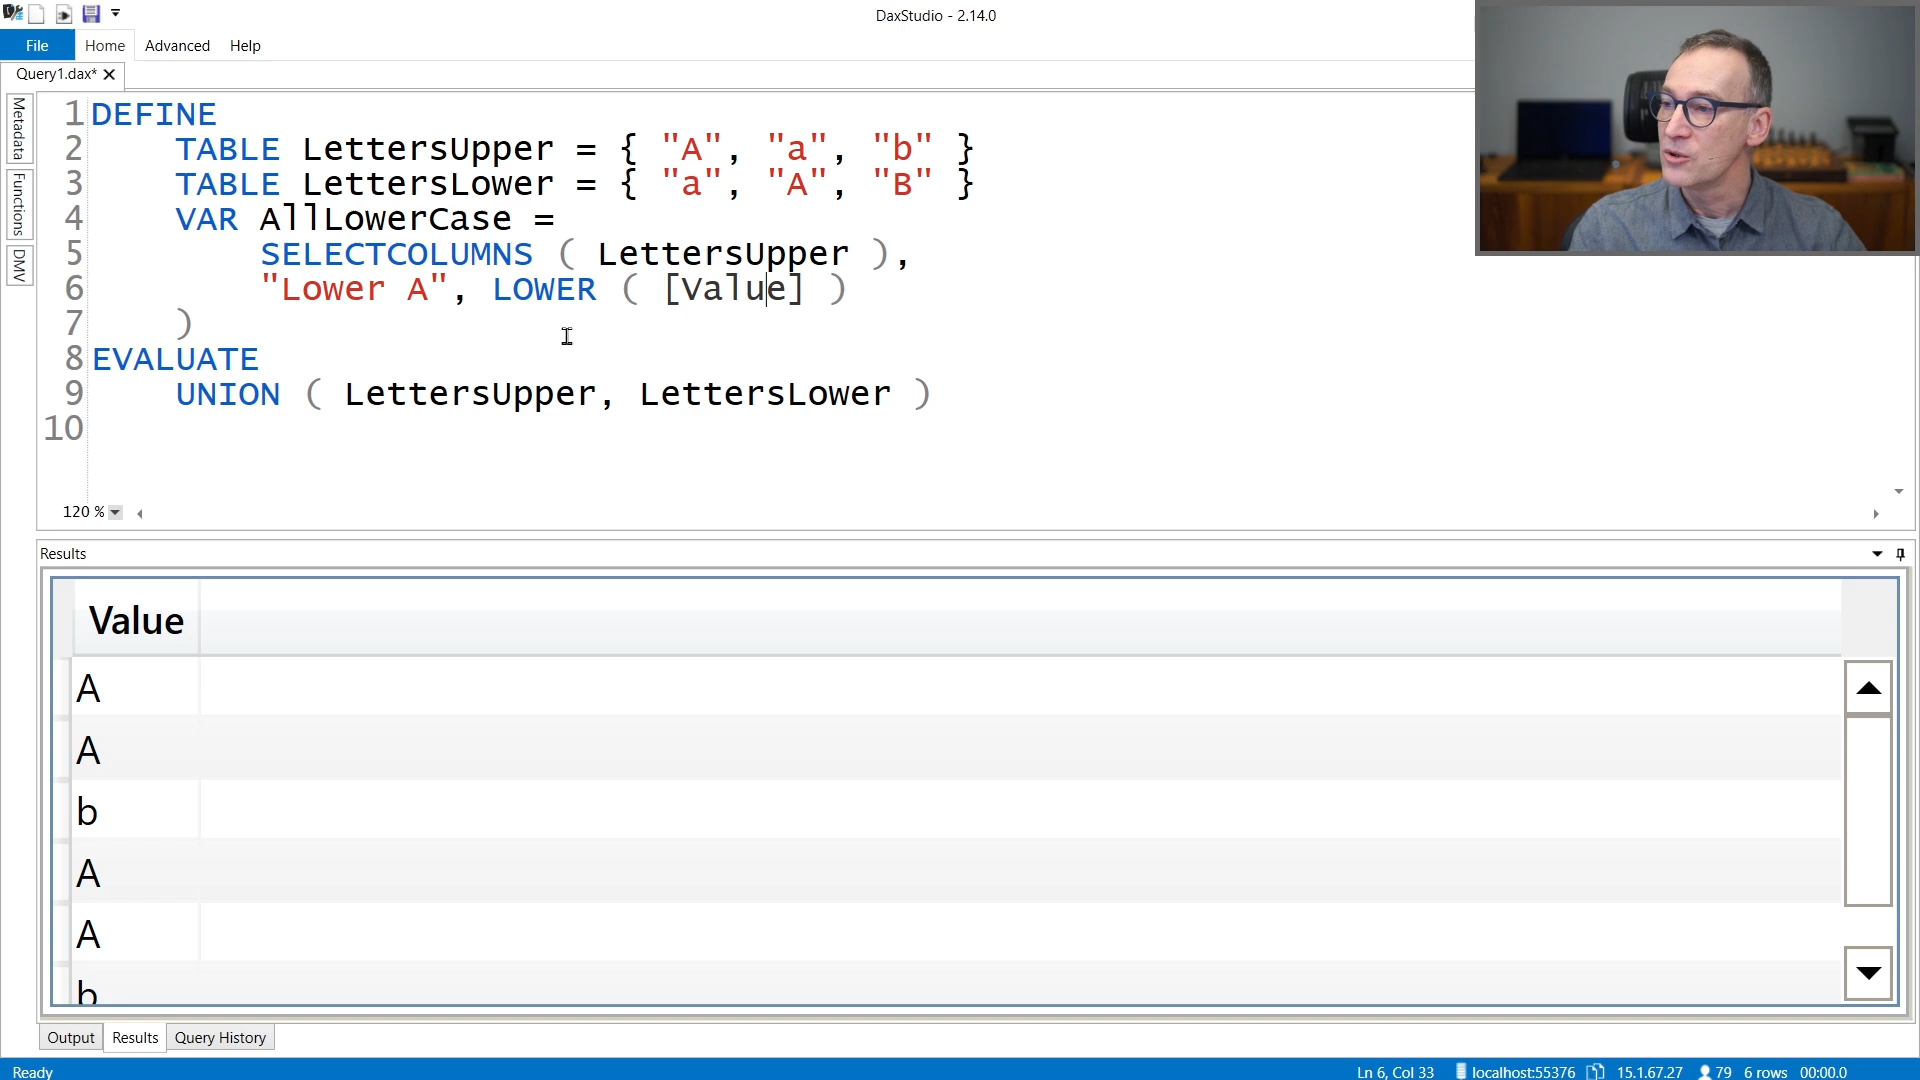 DaxStudio - 2.14.0
File Home Advanced Help
Query1.dax*
Metadata
Functions
DMV
1 DEFINE
2 TABLE LettersUpper = { "A", "a", "b" }
3 TABLE LettersLower = { "a", "A", "B" }
4 VAR AllLowerCase =
5 SELECTCOLUMNS ( LettersUpper ),
6 "Lower A", LOWER ( [Value] )
7 )
8 EVALUATE
9 UNION ( LettersUpper, LettersLower )
10
120 %
Results
Value
A
A
b
A
A
b
Output Results Query History
Ready Ln 6, Col 33 localhost:55376 15.1.67.27 79 6 rows 00:00.0